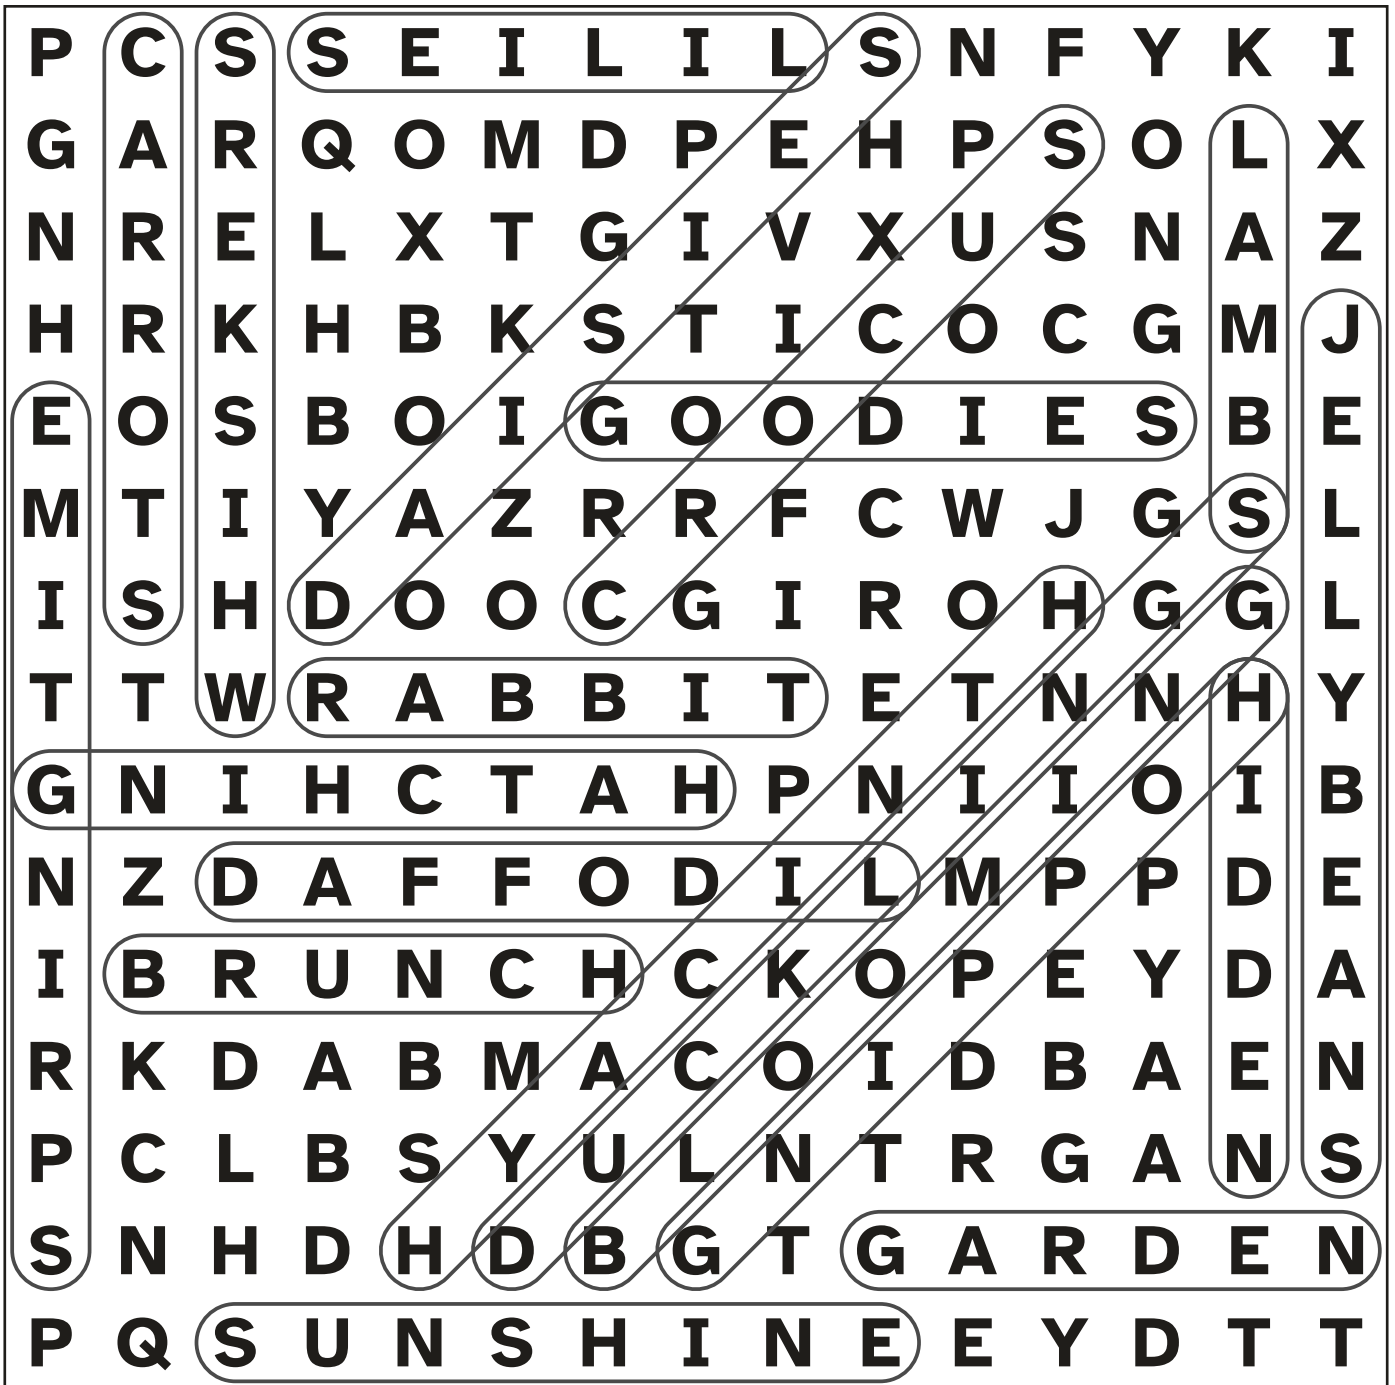 P C S S E I L I L S N F Y K I
G A R Q O M D P E H P S O L X
N R E L X T G I V X U S N A Z
H R K H B K S T I C O C G M J
E O S B O I G O O D I E S B E
M T I Y A Z R R F C W J G S L
I S H D O O C G I R O H G G L
T T W R A B B I T E T N N H Y
G N I H C T A H P N I I O I B
N Z D A F F O D I L M P P D E
I B R U N C H C K O P E Y D A
R K D A B M A C O I D B A E N
P C L B S Y U L N T R G A N S
S N H D H D B G T G A R D E N
P Q S U N S H I N E E Y D T T